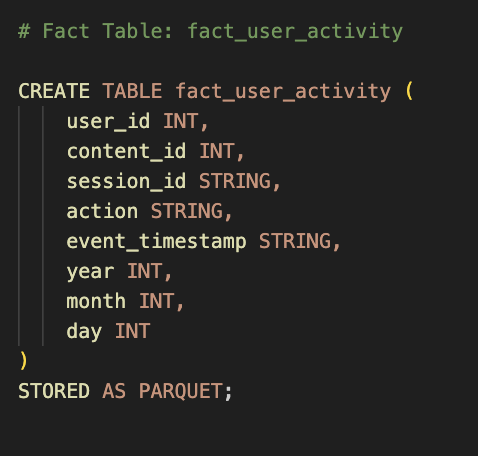 # Fact Table: fact_user_activity
CREATE TABLE fact_user_activity (
user_id INT,
content_id INT,
session_id STRING,
action STRING,
event_timestamp STRING,
year INT,
month INT,
day INT
)
STORED AS PARQUET;